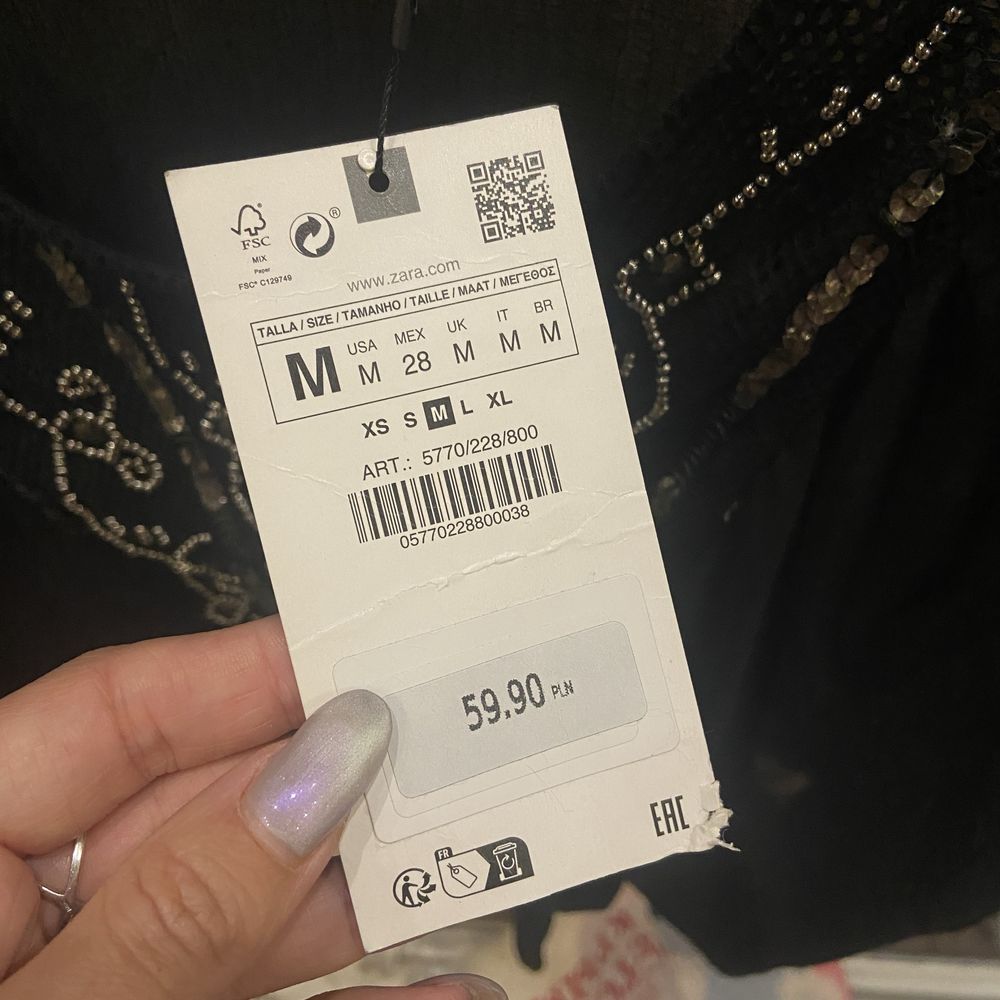 FSC
MIX
Paper
FSC® C129749
®
www.zara.com
TALLA / SIZE / TAMANHO / TAILLE / MAAT / ΜΕΓΕΘΟΣ
M USA M MEX 28 UK M IT M BR M
XS S M L XL
ART.: 5770/228/800
05770228800038
59.90 PLN
EAC
FR